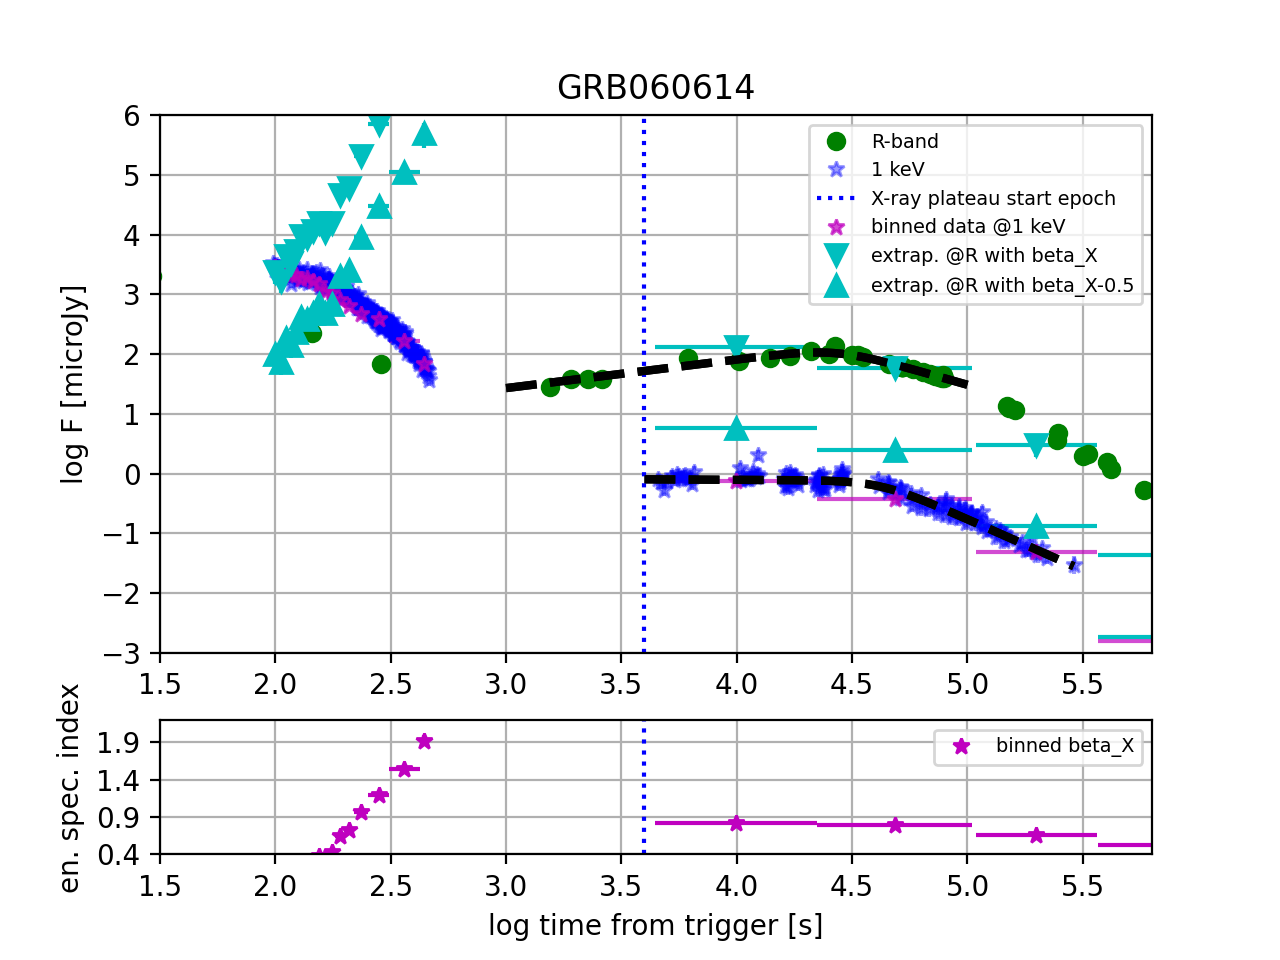 GRB060614
6
5
4
3
2
1
0
−1
−2
−3
log F [microJy]
R-band
1 keV
X-ray plateau start epoch
binned data @1 keV
extrap. @R with beta_X
extrap. @R with beta_X-0.5
1.5 2.0 2.5 3.0 3.5 4.0 4.5 5.0 5.5
1.9
1.4
0.9
0.4
en. spec. index
binned beta_X
1.5 2.0 2.5 3.0 3.5 4.0 4.5 5.0 5.5
log time from trigger [s]